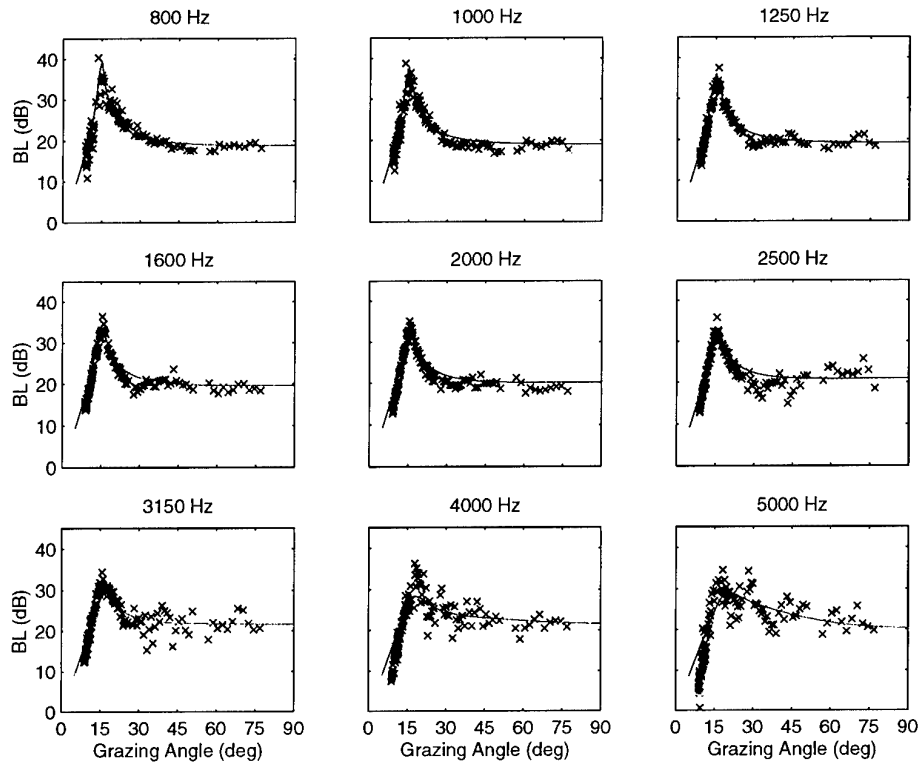 800 Hz
1000 Hz
1250 Hz
BL (dB)
40
30
20
10
0
1600 Hz
2000 Hz
2500 Hz
BL (dB)
40
30
20
10
0
3150 Hz
4000 Hz
5000 Hz
BL (dB)
40
30
20
10
0
0 15 30 45 60 75 90
0 15 30 45 60 75 90
0 15 30 45 60 75 90
Grazing Angle (deg)
Grazing Angle (deg)
Grazing Angle (deg)